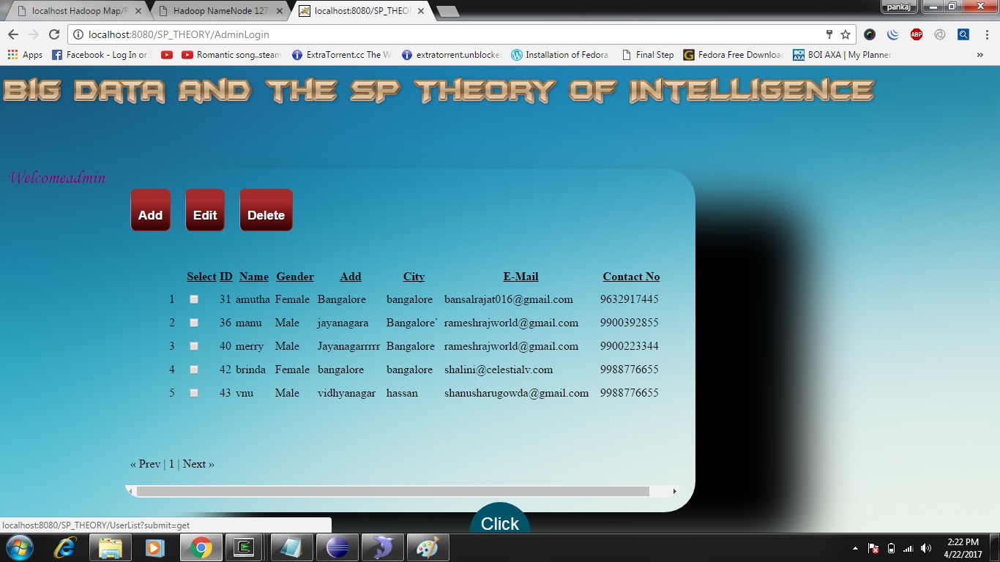 localhost Hadoop Map/R
Hadoop NameNode 127.
localhost:8080/SP_THEOR
pankaj
localhost:8080/SP_THEORY/AdminLogin
Apps
Facebook - Log In or
Romantic song..steam
ExtraTorrent.cc The W
extratorrent.unblocke
Installation of Fedora
Final Step
Fedora Free Downloa
BOI AXA | My Planner
»
ABP
BIG DATA AND THE SP THEORY OF INTELLIGENCE
Welcomeadmin
Add Edit Delete
Select ID Name Gender Add City E-Mail Contact No
1 31 amutha Female Bangalore bangalore bansalrajat016@gmail.com 9632917445
2 36 manu Male jayanagara Bangalore` rameshrajworld@gmail.com 9900392855
3 40 merry Male Jayanagarrrrr Bangalore rameshrajworld@gmail.com 9900223344
4 42 brinda Female bangalore bangalore shalini@celestialv.com 9988776655
5 43 vnu Male vidhyanagar hassan shanusharugowda@gmail.com 9988776655
« Prev | 1 | Next »
Click
localhost:8080/SP_THEORY/UserList?submit=get
2:22 PM
4/22/2017